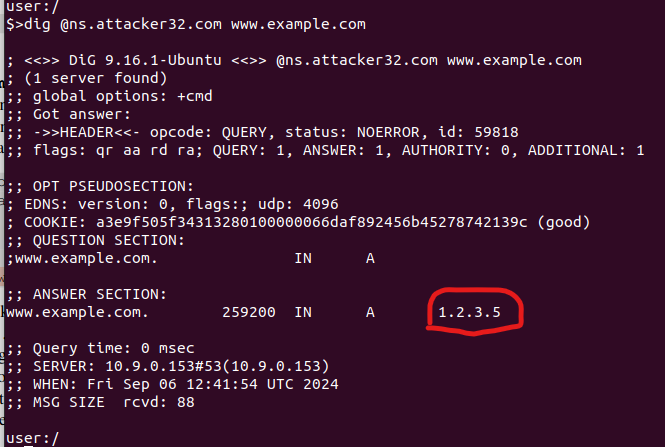 user:/
$>dig @ns.attacker32.com www.example.com
; <<>> DiG 9.16.1-Ubuntu <<>> @ns.attacker32.com www.example.com
; (1 server found)
;; global options: +cmd
;; Got answer:
;; ->>HEADER<<- opcode: QUERY, status: NOERROR, id: 59818
;; flags: qr aa rd ra; QUERY: 1, ANSWER: 1, AUTHORITY: 0, ADDITIONAL: 1
;; OPT PSEUDOSECTION:
; EDNS: version: 0, flags:; udp: 4096
; COOKIE: a3e9f505f34313280100000066daf892456b45278742139c (good)
;; QUESTION SECTION:
;www.example.com. IN A
;; ANSWER SECTION:
www.example.com. 259200 IN A 1.2.3.5
;; Query time: 0 msec
;; SERVER: 10.9.0.153#53(10.9.0.153)
;; WHEN: Fri Sep 06 12:41:54 UTC 2024
;; MSG SIZE rcvd: 88
user:/